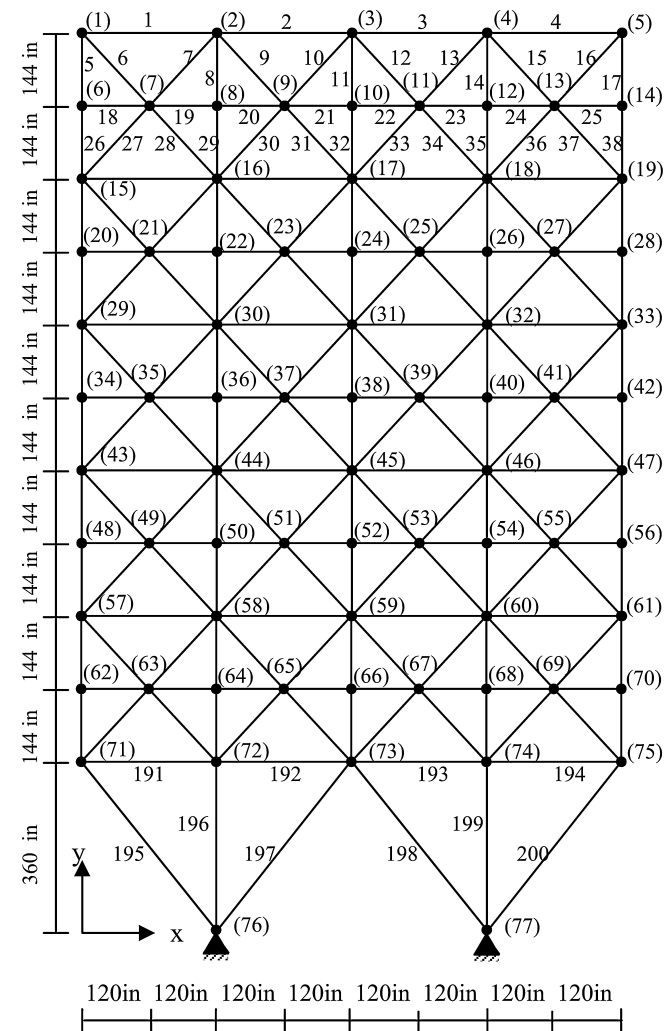 (1) 1 (2) 2 (3) 3 (4) 4 (5)
144 in 5 6 7 8 9 10 11 12 13 14 15 16 17
(6) (7) (8) (9) (10) (11) (12) (13) (14)
144 in 18 19 20 21 22 23 24 25
26 27 28 29 30 31 32 33 34 35 36 37 38
(15) (16) (17) (18) (19)
144 in
(20) (21) (22) (23) (24) (25) (26) (27) (28)
144 in
(29) (30) (31) (32) (33)
144 in
(34) (35) (36) (37) (38) (39) (40) (41) (42)
144 in
(43) (44) (45) (46) (47)
144 in
(48) (49) (50) (51) (52) (53) (54) (55) (56)
144 in
(57) (58) (59) (60) (61)
144 in
(62) (63) (64) (65) (66) (67) (68) (69) (70)
144 in
(71) (72) (73) (74) (75)
191 192 193 194
360 in
195 196 197 198 199 200
y
x
(76) (77)
120in 120in 120in 120in 120in 120in 120in 120in